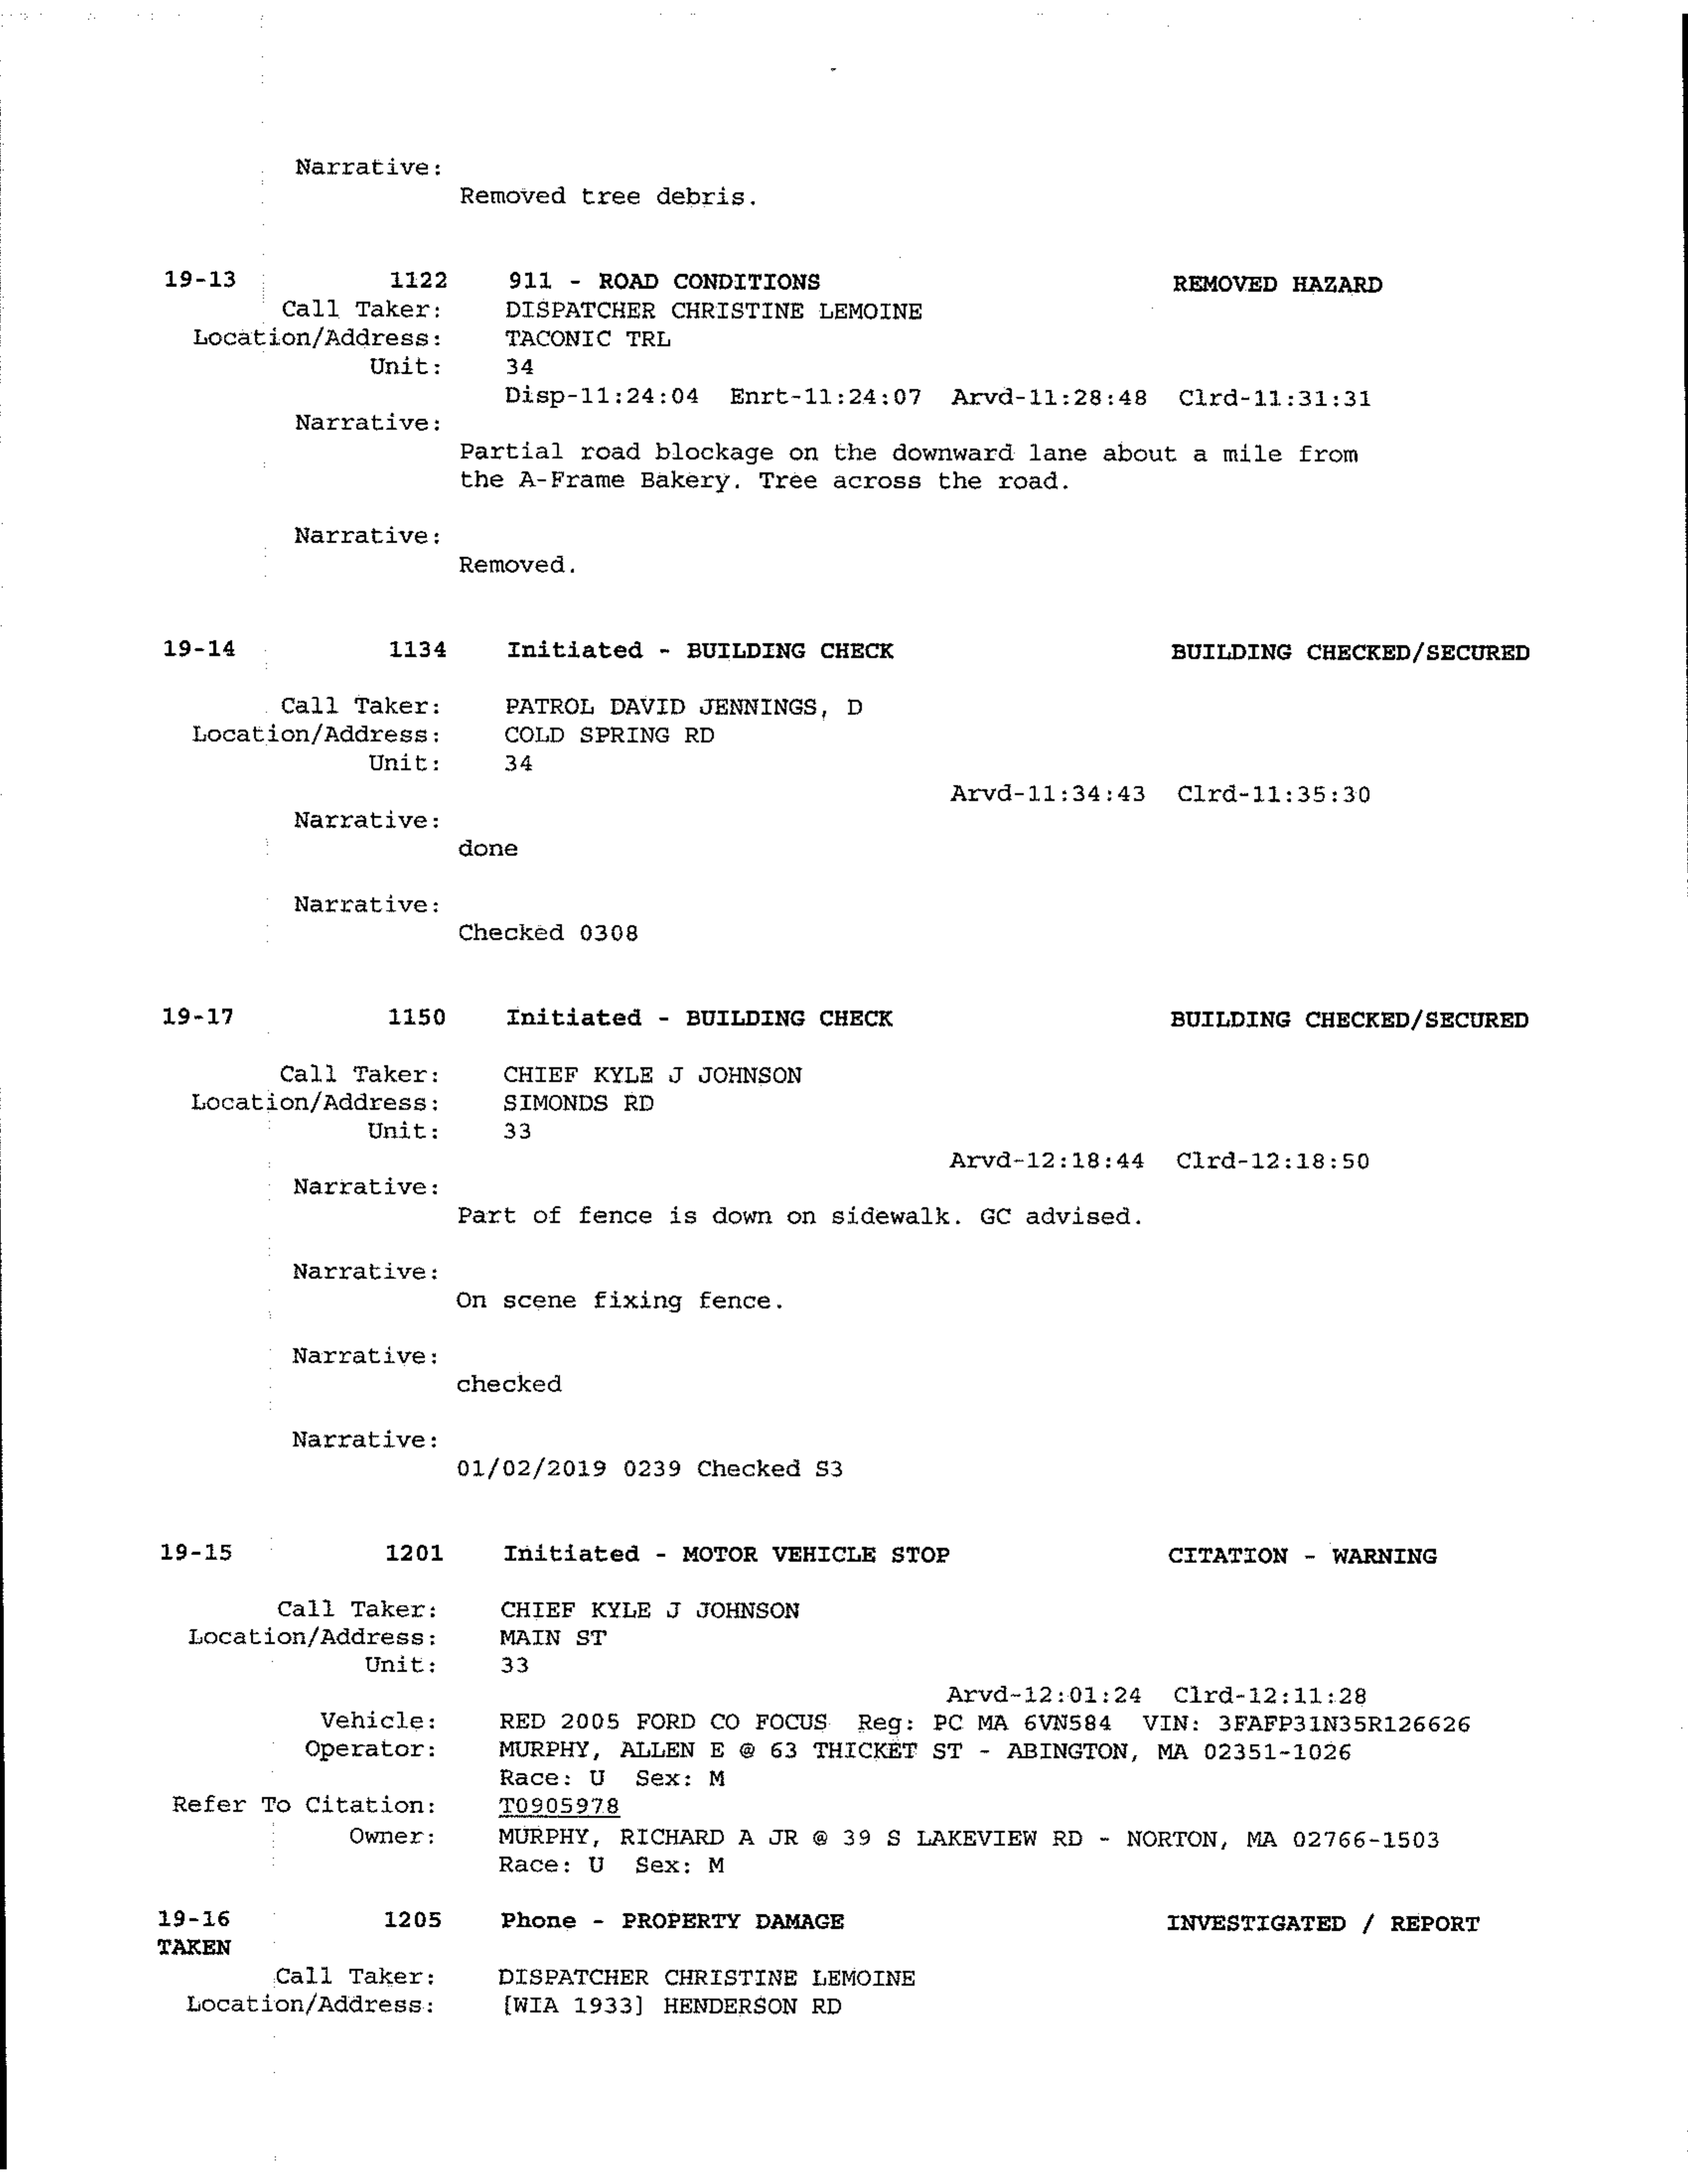 Narrative:
Removed tree debris.
19-13 1122 911 - ROAD CONDITIONS REMOVED HAZARD
Call Taker: DISPATCHER CHRISTINE LEMOINE
Location/Address: TACONIC TRL
Unit: 34
Disp-11:24:04 Enrt-11:24:07 Arvd-11:28:48 Clrd-11:31:31
Narrative:
Partial road blockage on the downward lane about a mile from
the A-Frame Bakery. Tree across the road.
Narrative:
Removed.
19-14 1134 Initiated - BUILDING CHECK BUILDING CHECKED/SECURED
Call Taker: PATROL DAVID JENNINGS, D
Location/Address: COLD SPRING RD
Unit: 34
Arvd-11:34:43 Clrd-11:35:30
Narrative:
done
Narrative:
Checked 0308
19-17 1150 Initiated - BUILDING CHECK BUILDING CHECKED/SECURED
Call Taker: CHIEF KYLE J JOHNSON
Location/Address: SIMONDS RD
Unit: 33
Arvd-12:18:44 Clrd-12:18:50
Narrative:
Part of fence is down on sidewalk. GC advised.
Narrative:
On scene fixing fence.
Narrative:
checked
Narrative:
01/02/2019 0239 Checked S3
19-15 1201 Initiated - MOTOR VEHICLE STOP CITATION - WARNING
Call Taker: CHIEF KYLE J JOHNSON
Location/Address: MAIN ST
Unit: 33
Arvd-12:01:24 Clrd-12:11:28
Vehicle: RED 2005 FORD CO FOCUS Reg: PC MA 6VN584 VIN: 3FAFP31N35R126626
Operator: MURPHY, ALLEN E @ 63 THICKET ST - ABINGTON, MA 02351-1026
Race: U Sex: M
Refer To Citation: T0905978
Owner: MURPHY, RICHARD A JR @ 39 S LAKEVIEW RD - NORTON, MA 02766-1503
Race: U Sex: M
19-16 1205 Phone - PROPERTY DAMAGE INVESTIGATED / REPORT
TAKEN
Call Taker: DISPATCHER CHRISTINE LEMOINE
Location/Address: [WIA 1933] HENDERSON RD